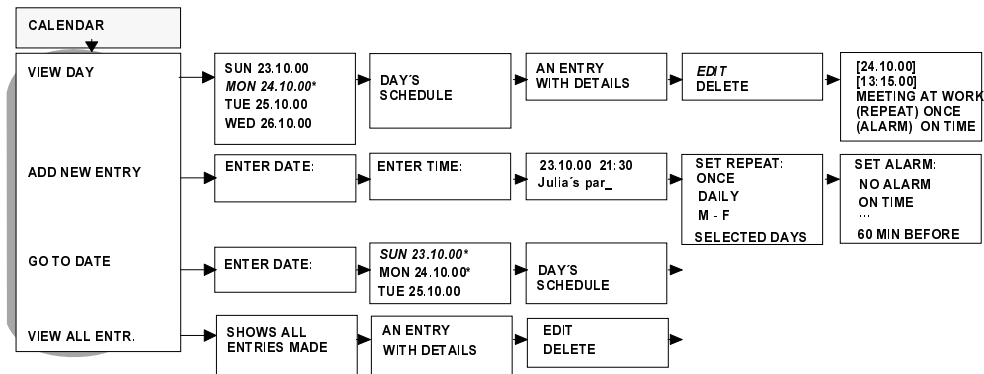 CALENDAR
VIEW DAY
SUN 23.10.00
MON 24.10.00*
TUE 25.10.00
WED 26.10.00
DAY´S
SCHEDULE
AN ENTRY
WITH DETAILS
EDIT
DELETE
[24.10.00]
[13:15.00]
MEETING AT WORK
(REPEAT) ONCE
(ALARM) ON TIME
ADD NEW ENTRY
ENTER DATE:
ENTER TIME:
23.10.00 21:30
Julia´s par_
SET REPEAT:
ONCE
DAILY
M - F
SELECTED DAYS
SET ALARM:
NO ALARM
ON TIME
...
60 MIN BEFORE
GO TO DATE
ENTER DATE:
SUN 23.10.00*
MON 24.10.00*
TUE 25.10.00
DAY´S
SCHEDULE
VIEW ALL ENTR.
SHOWS ALL
ENTRIES MADE
AN ENTRY
WITH DETAILS
EDIT
DELETE